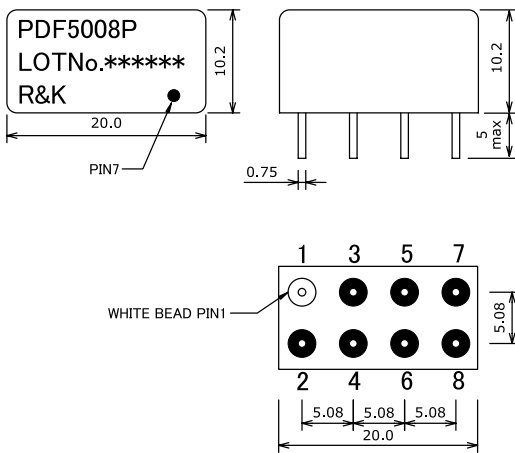 PDF5008P
LOTNo.******
R&K
10.2
20.0
PIN7
10.2
5
max
0.75
1 3 5 7
WHITE BEAD PIN1
5.08
2 4 6 8
5.08 5.08 5.08
20.0